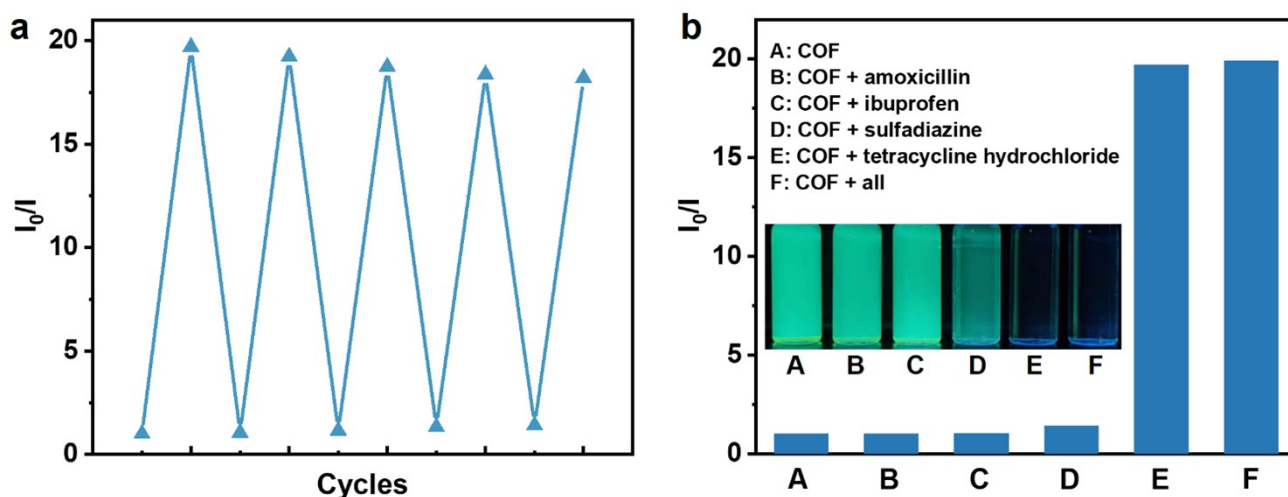 a
20
15
10
5
0
I0/I
Cycles
b
20
15
10
5
0
I0/I
A: COF
B: COF + amoxicillin
C: COF + ibuprofen
D: COF + sulfadiazine
E: COF + tetracycline hydrochloride
F: COF + all
A B C D E F
A B C D E F